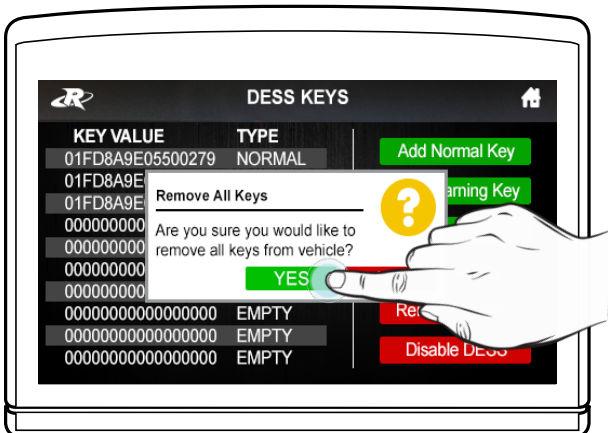 R
DESS KEYS
KEY VALUE TYPE
01FD8A9E05500279 NORMAL
Add Normal Key
01FD8A9E
01FD8A9E
000000000
000000000
000000000
000000000
0000000000000000 EMPTY
0000000000000000 EMPTY
0000000000000000 EMPTY
Remove All Keys
Are you sure you would like to
remove all keys from vehicle?
?
YES
Key
Disable DESS